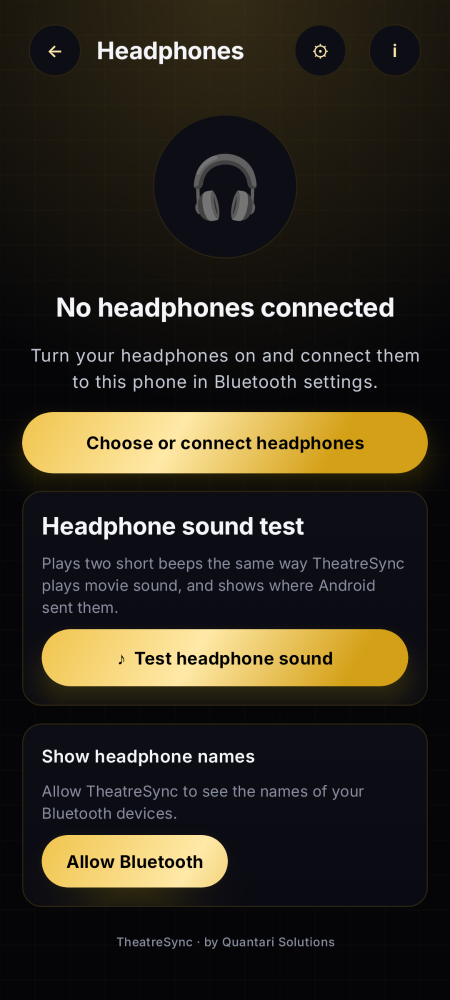 Headphones
i
No headphones connected
Turn your headphones on and connect them
to this phone in Bluetooth settings.
Choose or connect headphones
Headphone sound test
Plays two short beeps the same way TheatreSync
plays movie sound, and shows where Android
sent them.
♪ Test headphone sound
Show headphone names
Allow TheatreSync to see the names of your
Bluetooth devices.
Allow Bluetooth
TheatreSync · by Quantari Solutions